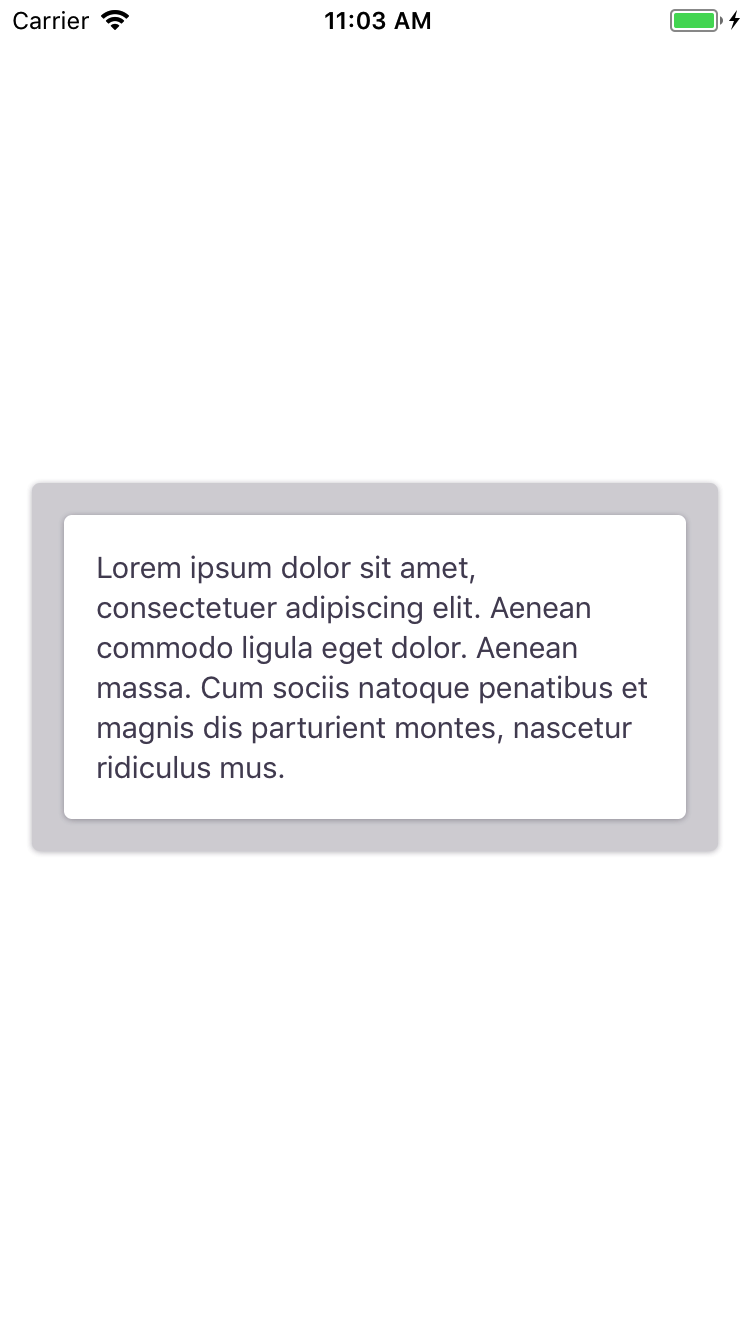 Carrier 11:03 AM
Lorem ipsum dolor sit amet,
consectetuer adipiscing elit. Aenean
commodo ligula eget dolor. Aenean
massa. Cum sociis natoque penatibus et
magnis dis parturient montes, nascetur
ridiculus mus.